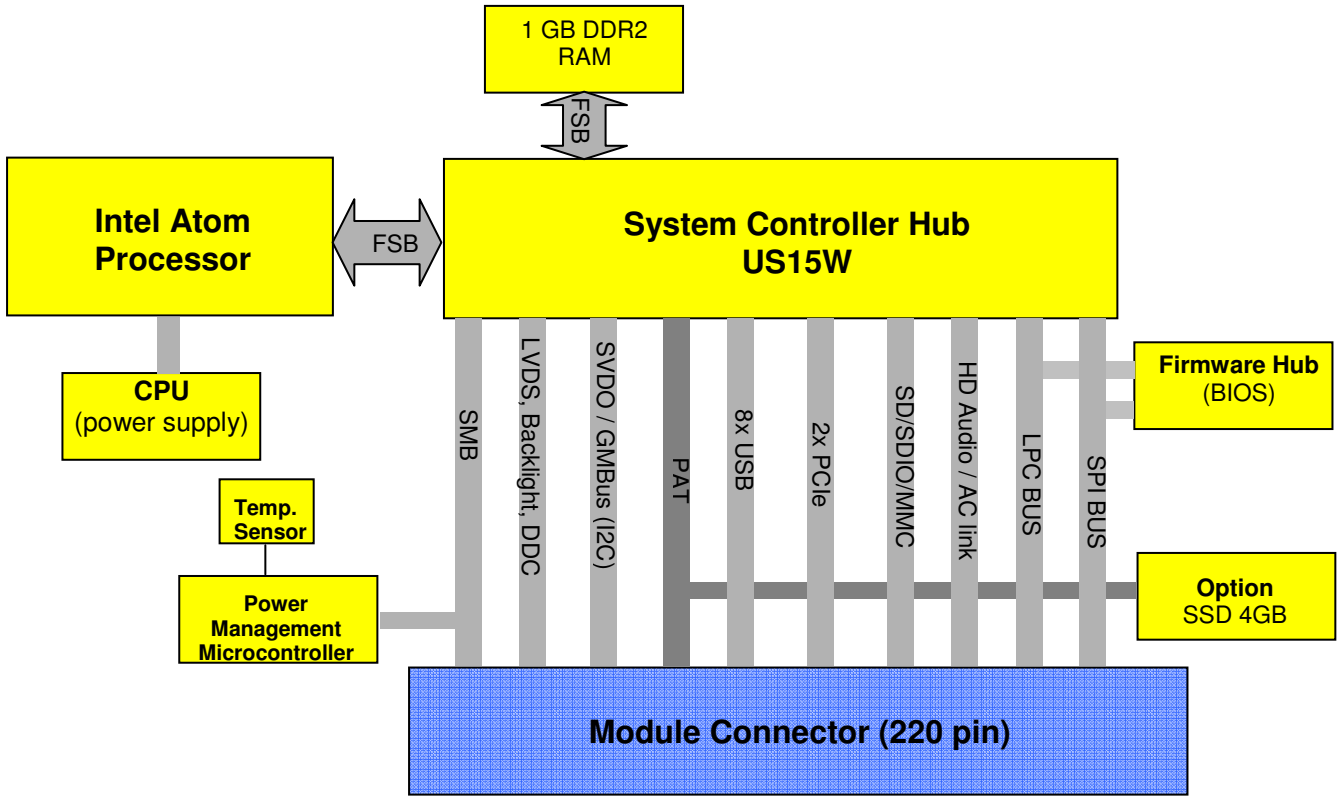 1 GB DDR2
RAM
FSB
Intel Atom
Processor
FSB
System Controller Hub
US15W
CPU
(power supply)
SMB
LVDS, Backlight, DDC
SVDO / GMBus (I2C)
PAT
8x USB
2x PCIe
SD/SDIO/MMC
HD Audio / AC link
LPC BUS
SPI BUS
Firmware Hub
(BIOS)
Temp.
Sensor
Power
Management
Microcontroller
Option
SSD 4GB
Module Connector (220 pin)